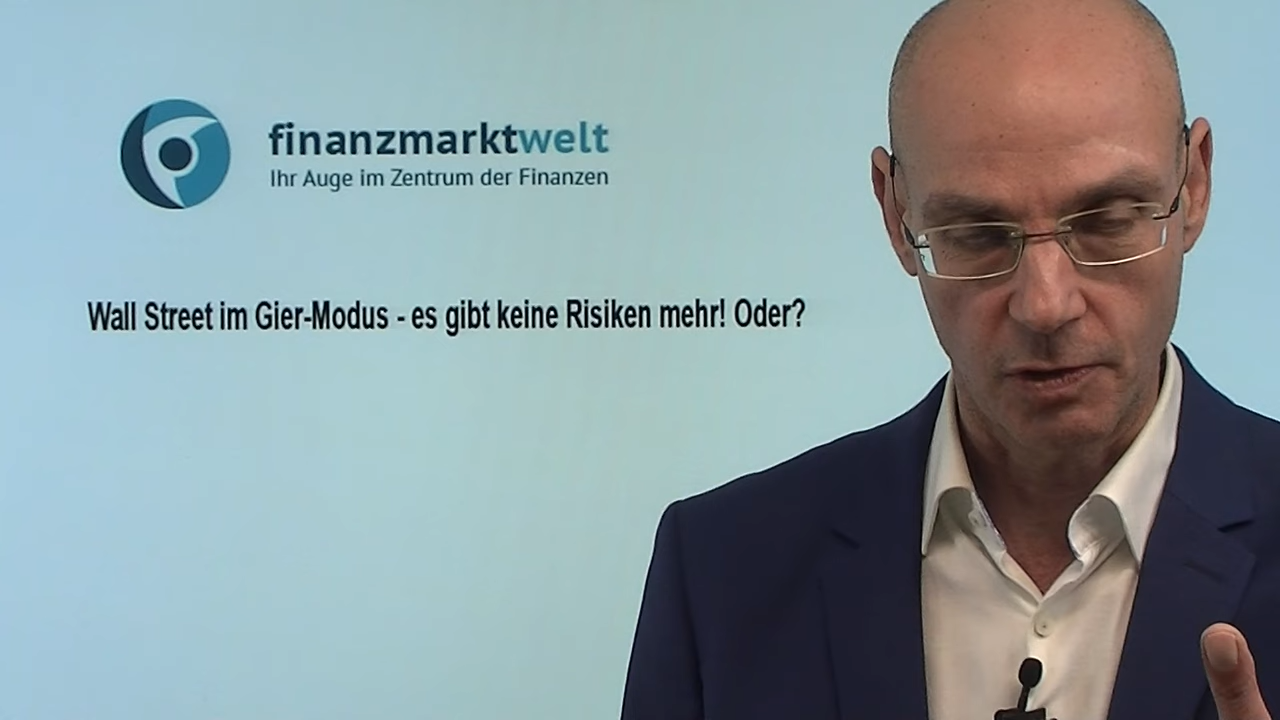 finanzmarktwelt
Ihr Auge im Zentrum der Finanzen
Wall Street im Gier-Modus - es gibt keine Risiken mehr! Oder?